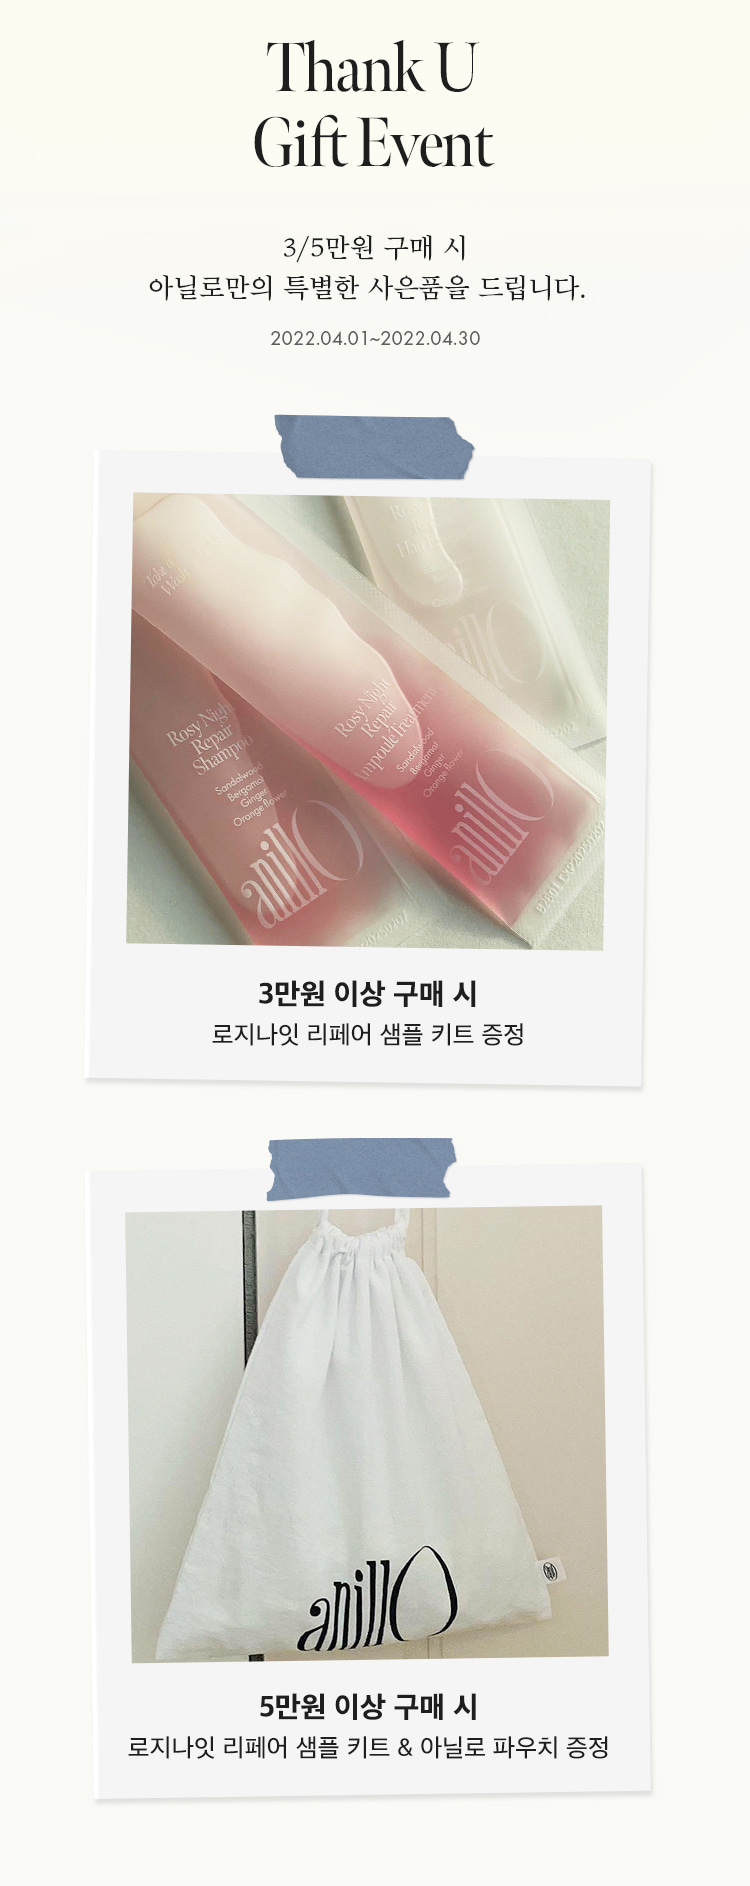 Thank U
Gift Event
3/5만원 구매 시
아닐로만의 특별한 사은품을 드립니다.
2022.04.01~2022.04.30
Rosy Night
Repair
Shampoo
Sandalwood
Bergamot
Ginger
Orange flower
anillO
Rosy Night
Repair
Ampoule Treatment
Sandalwood
Bergamot
Ginger
Orange flower
anillO
3만원 이상 구매 시
로지나잇 리페어 샘플 키트 증정
anillO
5만원 이상 구매 시
로지나잇 리페어 샘플 키트 & 아닐로 파우치 증정